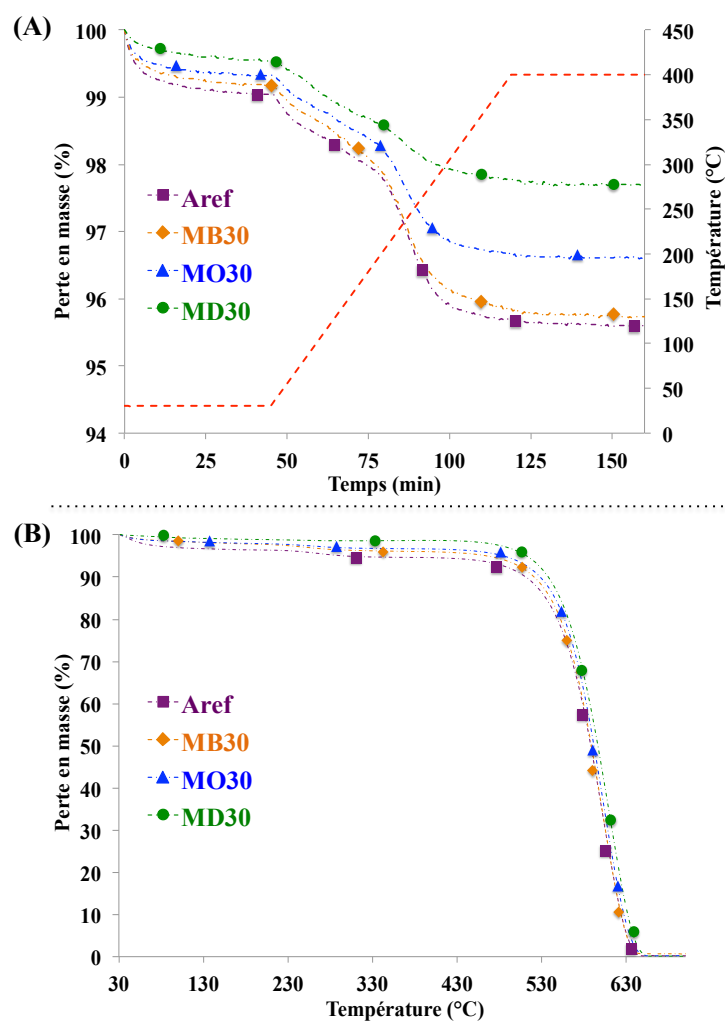 (A)
100
99
98
97
96
95
94
Perte en masse (%)
Aref
MB30
MO30
MD30
450
400
350
300
250
200
150
100
50
0
Température (°C)
0 25 50 75 100 125 150
Temps (min)
(B)
100
90
80
70
60
50
40
30
20
10
0
Perte en masse (%)
Aref
MB30
MO30
MD30
30 130 230 330 430 530 630
Température (°C)